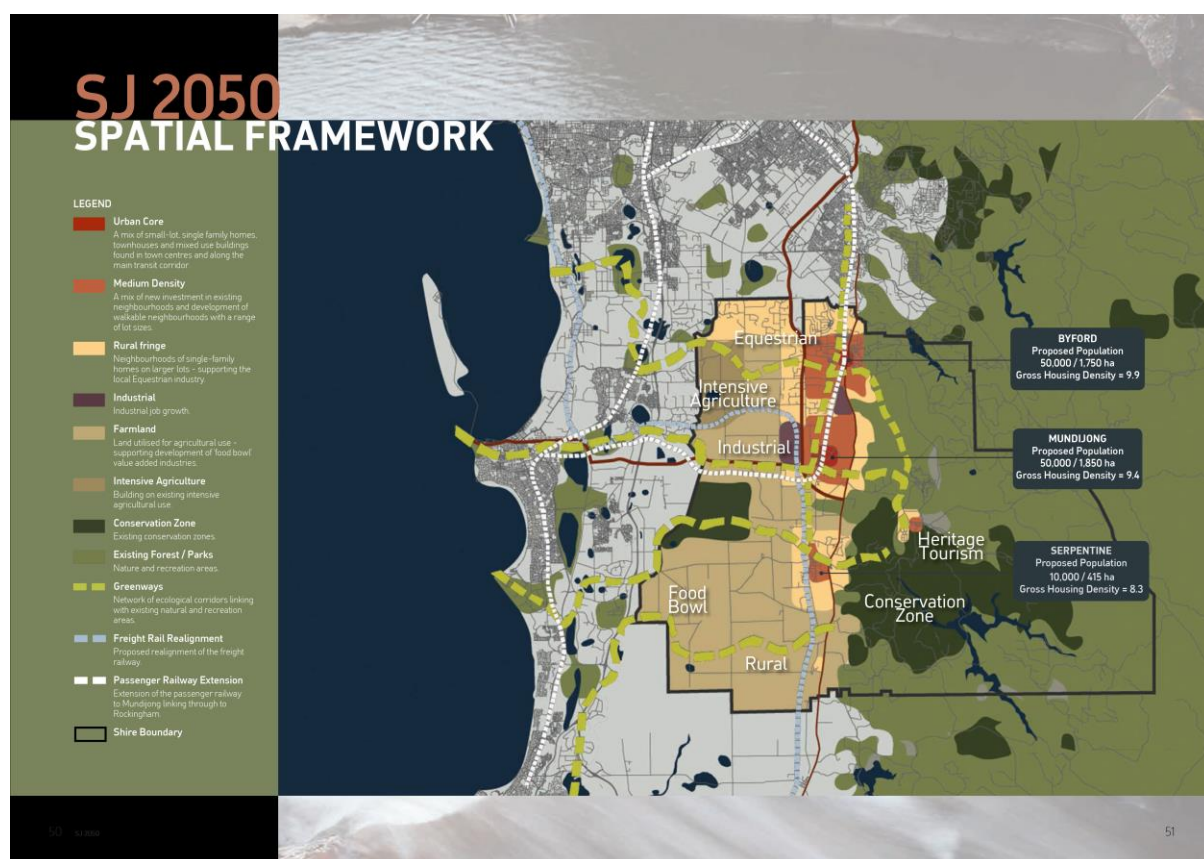 SJ 2050
SPATIAL FRAMEWORK
LEGEND
Urban Core
A mix of small-lot, single family homes,
townhouses and mixed use buildings
found in town centres and along the
main transit corridor
Medium Density
A mix of new investment in existing
neighbourhoods and development of
walkable neighbourhoods with a range
of lot sizes.
Rural fringe
Neighbourhoods of single-family
homes on larger lots - supporting the
local Equestrian industry.
Industrial
Industrial job growth.
Farmland
Land utilised for agricultural use -
supporting development of 'food bowl'
value added industries.
Intensive Agriculture
Building on existing intensive
agricultural use.
Conservation Zone
Existing conservation zones.
Existing Forest / Parks
Nature and recreation areas.
Greenways
Network of ecological corridors linking
with existing natural and recreation
areas.
Freight Rail Realignment
Proposed realignment of the freight
railway.
Passenger Railway Extension
Extension of the passenger railway
to Mundijong linking through to
Rockingham.
Shire Boundary
Equestrian
Intensive
Agriculture
Industrial
Food
Bowl
Rural
Heritage
Tourism
Conservation
Zone
BYFORD
Proposed Population
50,000 / 1,750 ha
Gross Housing Density = 9.9
MUNDIJONG
Proposed Population
50,000 / 1,850 ha
Gross Housing Density = 9.4
SERPENTINE
Proposed Population
10,000 / 415 ha
Gross Housing Density = 8.3
50 SJ 2050
51